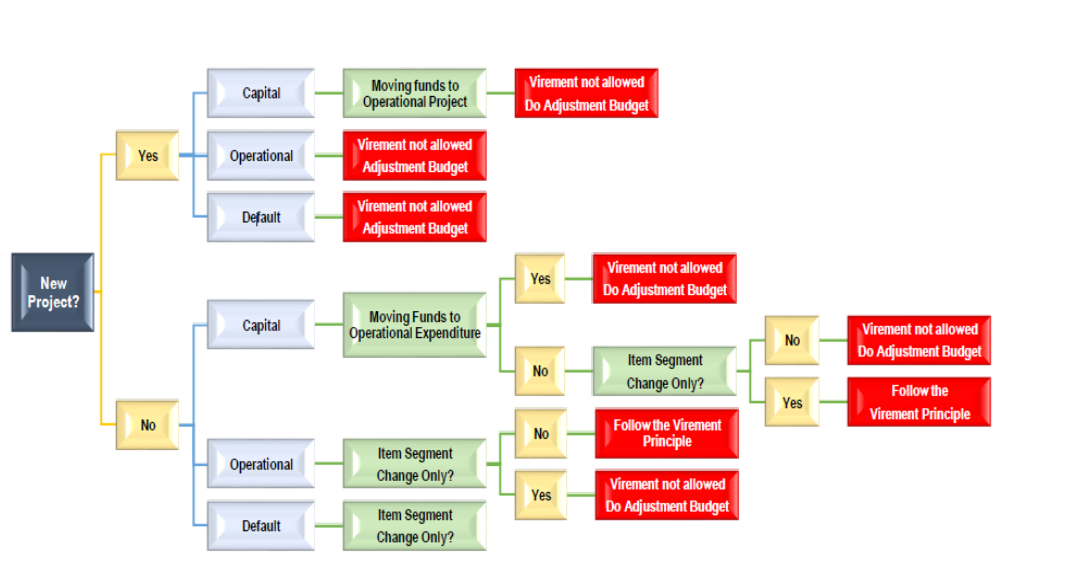 New
Project?
Yes
Capital
Moving funds to
Operational Project
Virement not allowed
Do Adjustment Budget
Operational
Virement not allowed
Adjustment Budget
Default
Virement not allowed
Adjustment Budget
No
Capital
Moving Funds to
Operational Expenditure
Yes
Virement not allowed
Do Adjustment Budget
No
Item Segment
Change Only?
No
Virement not allowed
Do Adjustment Budget
Yes
Follow the
Virement Principle
Operational
Item Segment
Change Only?
No
Follow the Virement
Principle
Yes
Virement not allowed
Do Adjustment Budget
Default
Item Segment
Change Only?